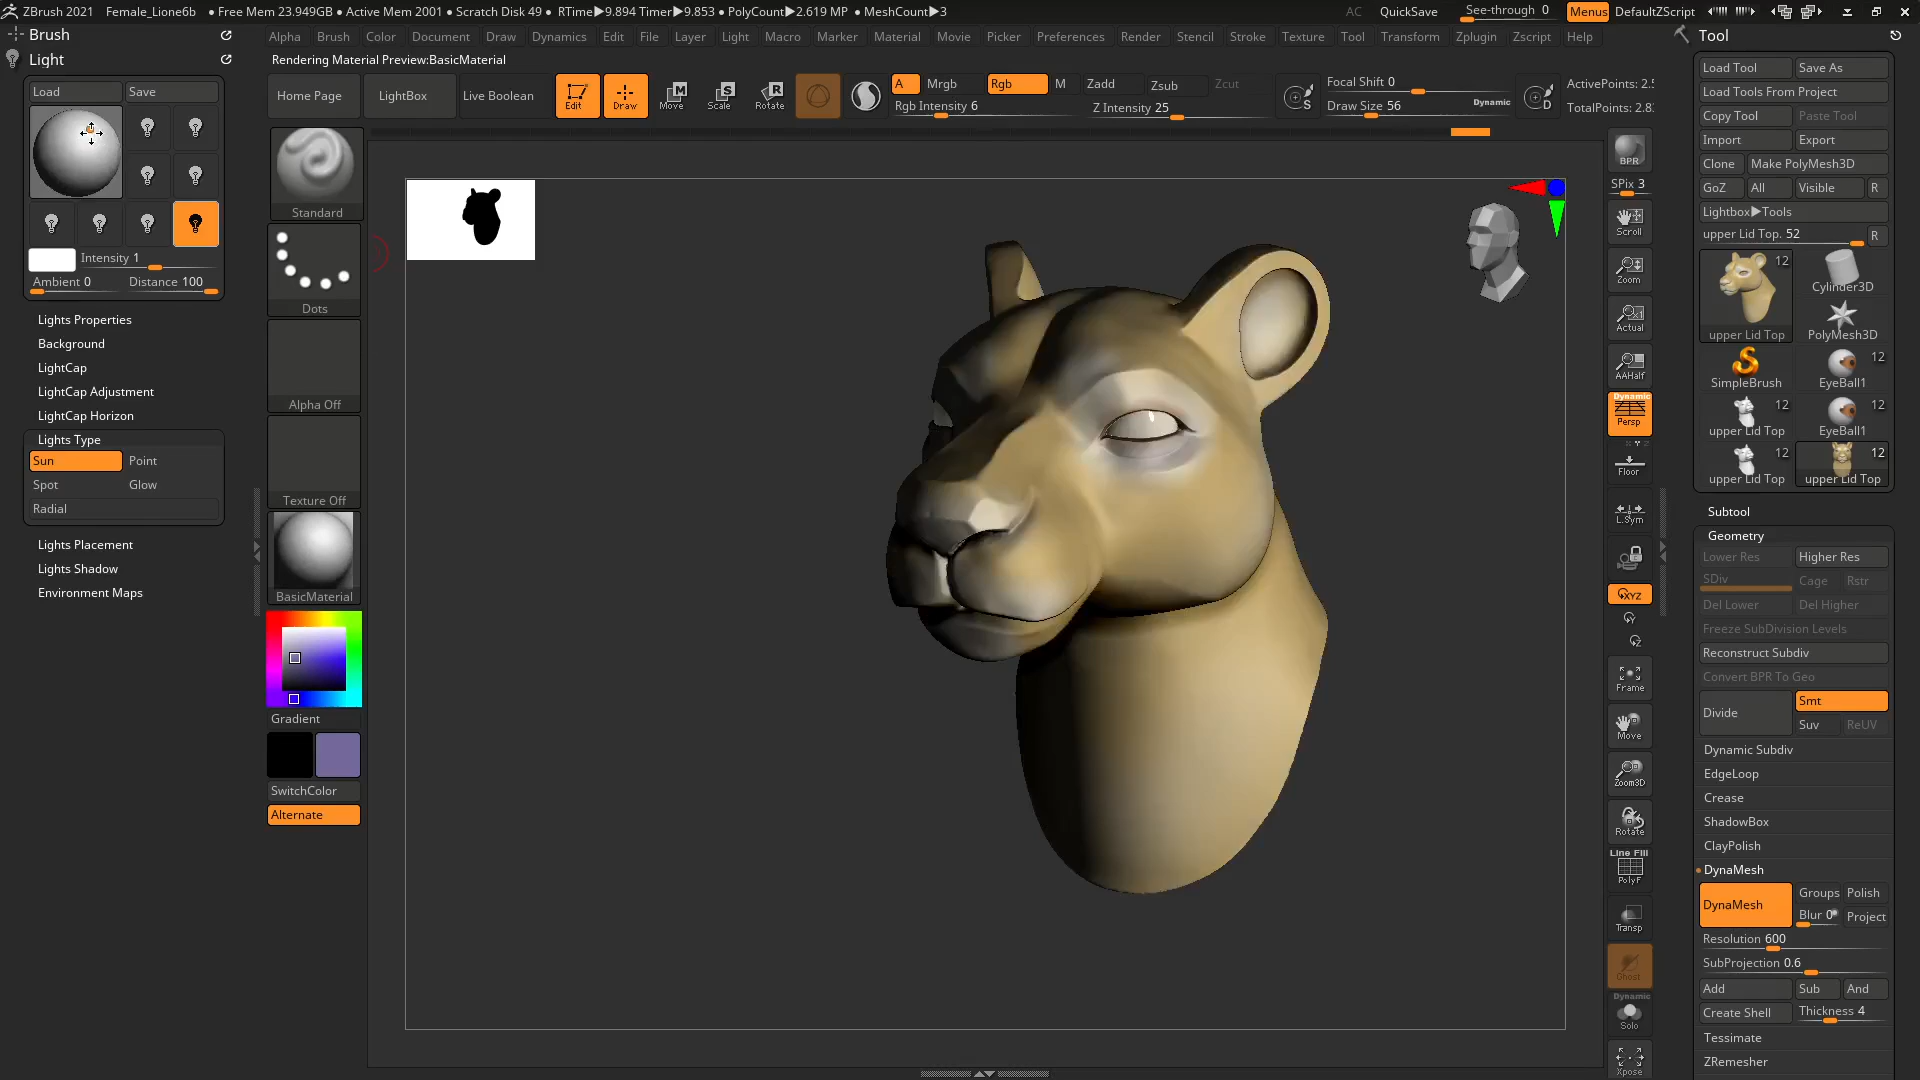 ZBrush 2021 Female_Lione6b • Free Mem 23.949GB • Active Mem 2001 • Scratch Disk 49 • RTime▶9.894 Timer▶9.853 • PolyCount▶2.619 MP • MeshCount▶3 AC QuickSave See-through 0 Menus DefaultZScript
Brush
Light
Alpha Brush Color Document Draw Dynamics Edit File Layer Light Macro Marker Material Movie Picker Preferences Render Stencil Stroke Texture Tool Transform Zplugin Zscript Help
Rendering Material Preview:BasicMaterial
Home Page LightBox Live Boolean Edit Draw Move Scale Rotate
A Mrgb Rgb M Zadd Zsub Zcut
Rgb Intensity 6 Z Intensity 25
Focal Shift 0
Draw Size 56 Dynamic
S
D
ActivePoints: 2.5
TotalPoints: 2.8
Load Save
Intensity 1
Ambient 0 Distance 100
Lights Properties
Background
LightCap
LightCap Adjustment
LightCap Horizon
Lights Type
Sun Point
Spot Glow
Radial
Lights Placement
Lights Shadow
Environment Maps
Standard
Dots
Alpha Off
Texture Off
BasicMaterial
Gradient
SwitchColor
Alternate
BPR
SPix 3
Scroll
Zoom
Actual
AAHalf
Dynamic
Persp
Floor
L.Sym
XYZ
Y
Z
Frame
Move
Zoom3D
Rotate
Line Fill
PolyF
Transp
Ghost
Dynamic
Solo
Xpose
Tool
Load Tool Save As
Load Tools From Project
Copy Tool Paste Tool
Import Export
Clone Make PolyMesh3D
GoZ All Visible R
Lightbox▶Tools
upper Lid Top. 52 R
12
upper Lid Top
Cylinder3D
PolyMesh3D
SimpleBrush
12
EyeBall1
12
upper Lid Top
12
EyeBall1
12
upper Lid Top
12
upper Lid Top
Subtool
Geometry
Lower Res Higher Res
SDiv Cage Rstr
Del Lower Del Higher
Freeze SubDivision Levels
Reconstruct Subdiv
Convert BPR To Geo
Divide Smt
Suv ReUV
Dynamic Subdiv
EdgeLoop
Crease
ShadowBox
ClayPolish
DynaMesh
DynaMesh Groups Polish
Blur 0 Project
Resolution 600
SubProjection 0.6
Add Sub And
Create Shell Thickness 4
Tessimate
ZRemesher